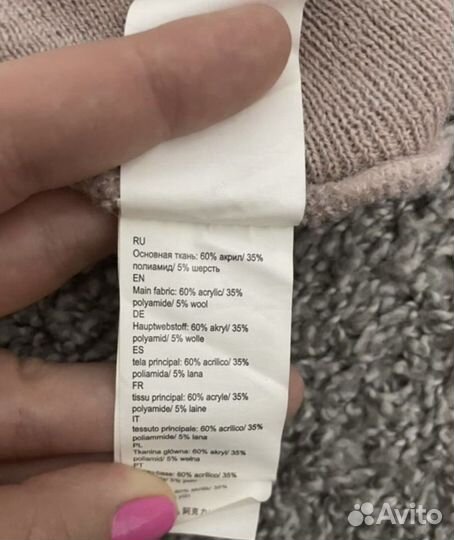 RU
Основная ткань: 60% акрил/ 35%
полиамид/ 5% шерсть
EN
Main fabric: 60% acrylic/ 35%
polyamide/ 5% wool
DE
Hauptwebstoff: 60% akryl/ 35%
polyamid/ 5% wolle
ES
tela principal: 60% acrilico/ 35%
poliamida/ 5% lana
FR
tissu principal: 60% acryle/ 35%
polyamide/ 5% laine
IT
tessuto principale: 60% acrilico/ 35%
poliammide/ 5% lana
PL
Tkanina główna: 60% akryl/ 35%
poliamid/ 5% wełna
PT
60% acrilico/ 35%
Avito